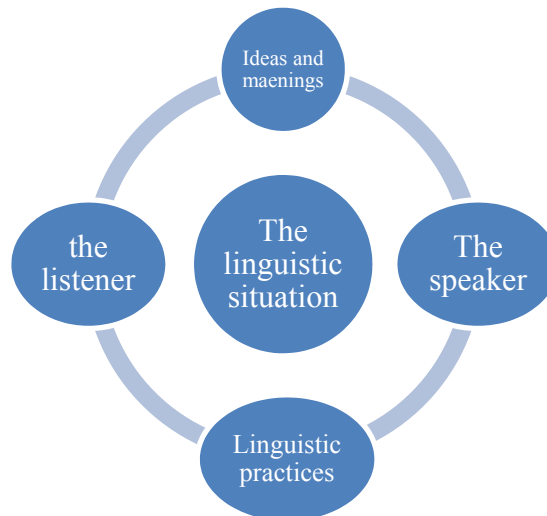 Ideas and
maenings
the
listener
The
linguistic
situation
The
speaker
Linguistic
practices